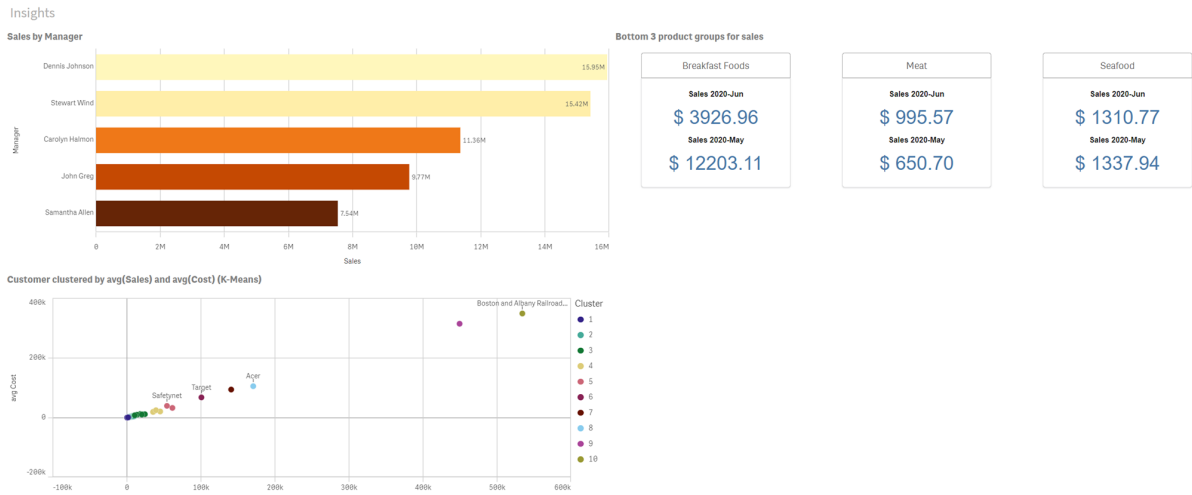 Insights
Sales by Manager
Dennis Johnson 15.95M
Stewart Wind 15.42M
Carolyn Halmon 11.36M
John Greg 9.77M
Samantha Allen 7.54M
Manager
0 2M 4M 6M 8M 10M 12M 14M 16M
Sales
Bottom 3 product groups for sales
Breakfast Foods
Sales 2020-Jun
$ 3926.96
Sales 2020-May
$ 12203.11
Meat
Sales 2020-Jun
$ 995.57
Sales 2020-May
$ 650.70
Seafood
Sales 2020-Jun
$ 1310.77
Sales 2020-May
$ 1337.94
Customer clustered by avg(Sales) and avg(Cost) (K-Means)
400k
200k
0
-200k
avg Cost
Boston and Albany Railroad...
Acer
Target
Safetynet
-100k 0 100k 200k 300k 400k 500k 600k
Cluster
1
2
3
4
5
6
7
8
9
10